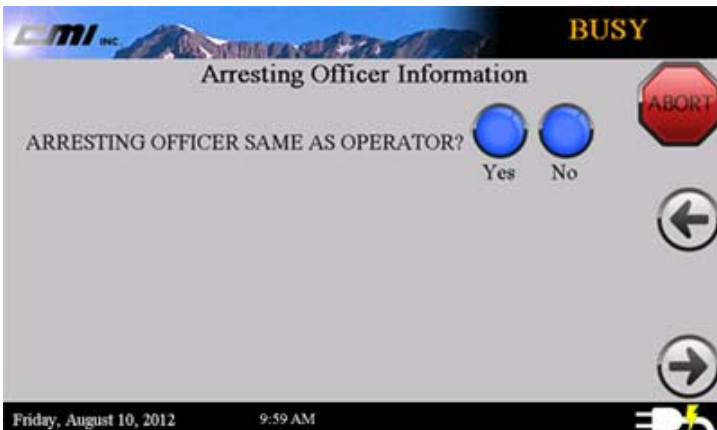 CMI INC.
BUSY
Arresting Officer Information
ABORT
ARRESTING OFFICER SAME AS OPERATOR?
Yes No
Friday, August 10, 2012 9:59 AM